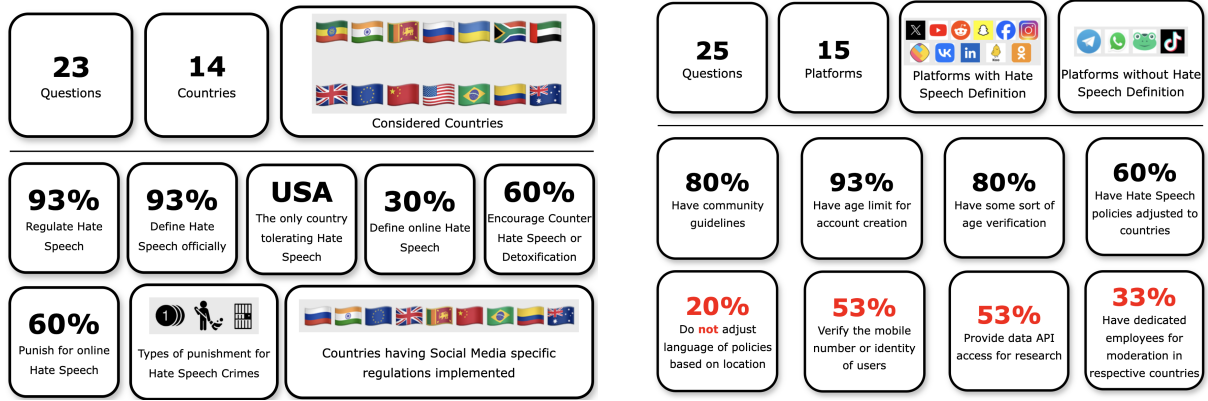 23
Questions
14
Countries
Considered Countries
93%
Regulate Hate
Speech
93%
Define Hate
Speech officially
USA
The only country
tolerating Hate
Speech
30%
Define online Hate
Speech
60%
Encourage Counter
Hate Speech or
Detoxification
60%
Punish for online
Hate Speech
1
Types of punishment for
Hate Speech Crimes
Countries having Social Media specific
regulations implemented
25
Questions
15
Platforms
Platforms with Hate
Speech Definition
Platforms without Hate
Speech Definition
80%
Have community
guidelines
93%
Have age limit for
account creation
80%
Have some sort of
age verification
60%
Have Hate Speech
policies adjusted to
countries
20%
Do not adjust
language of policies
based on location
53%
Verify the mobile
number or identity
of users
53%
Provide data API
access for research
33%
Have dedicated
employees for
moderation in
respective countries